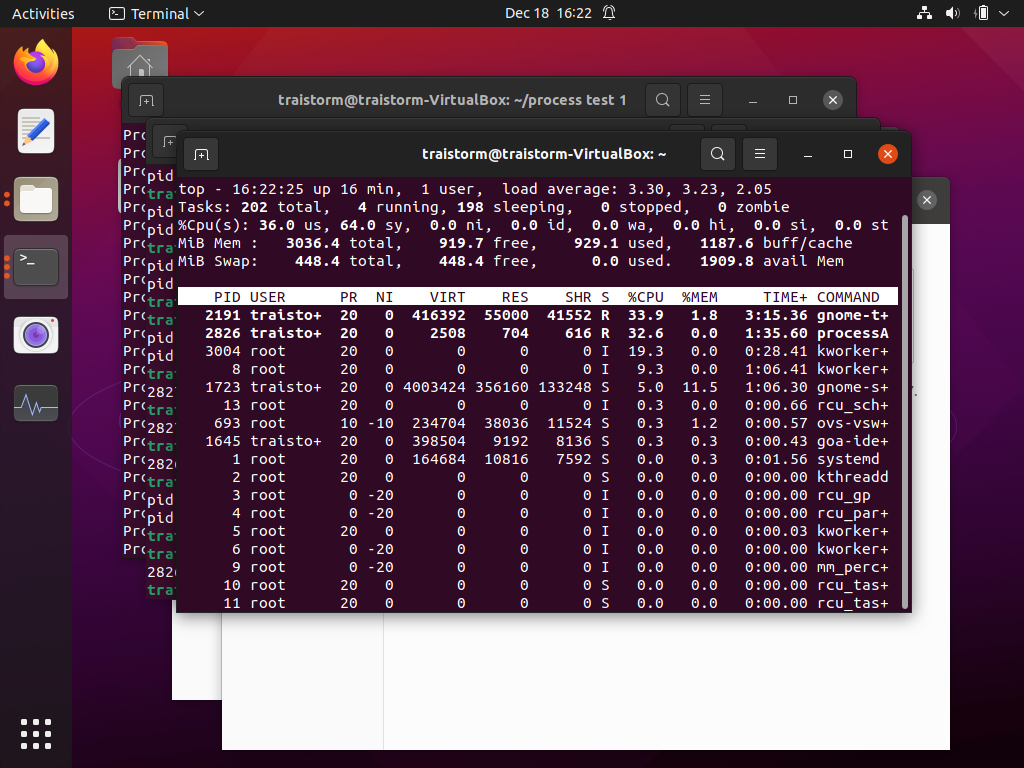 Activities
Terminal
Dec 18 16:22
traistorm@traistorm-VirtualBox: ~/process test 1
traistorm@traistorm-VirtualBox: ~
top - 16:22:25 up 16 min, 1 user, load average: 3.30, 3.23, 2.05
Tasks: 202 total, 4 running, 198 sleeping, 0 stopped, 0 zombie
%Cpu(s): 36.0 us, 64.0 sy, 0.0 ni, 0.0 id, 0.0 wa, 0.0 hi, 0.0 si, 0.0 st
MiB Mem : 3036.4 total, 919.7 free, 929.1 used, 1187.6 buff/cache
MiB Swap: 448.4 total, 448.4 free, 0.0 used. 1909.8 avail Mem
PID USER PR NI VIRT RES SHR S %CPU %MEM TIME+ COMMAND
2191 traisto+ 20 0 416392 55000 41552 R 33.9 1.8 3:15.36 gnome-t+
2826 traisto+ 20 0 2508 704 616 R 32.6 0.0 1:35.60 processA
3004 root 20 0 0 0 0 I 19.3 0.0 0:28.41 kworker+
8 root 20 0 0 0 0 I 9.3 0.0 1:06.41 kworker+
1723 traisto+ 20 0 4003424 356160 133248 S 5.0 11.5 1:06.30 gnome-s+
13 root 20 0 0 0 0 I 0.3 0.0 0:00.66 rcu_sch+
693 root 10 -10 234704 38036 11524 S 0.3 1.2 0:00.57 ovs-vsw+
1645 traisto+ 20 0 398504 9192 8136 S 0.3 0.3 0:00.43 goa-ide+
1 root 20 0 164684 10816 7592 S 0.0 0.3 0:01.56 systemd
2 root 20 0 0 0 0 S 0.0 0.0 0:00.00 kthreadd
3 root 0 -20 0 0 0 I 0.0 0.0 0:00.00 rcu_gp
4 root 0 -20 0 0 0 I 0.0 0.0 0:00.00 rcu_par+
5 root 20 0 0 0 0 I 0.0 0.0 0:00.03 kworker+
6 root 0 -20 0 0 0 I 0.0 0.0 0:00.00 kworker+
9 root 0 -20 0 0 0 I 0.0 0.0 0:00.00 mm_perc+
10 root 20 0 0 0 0 S 0.0 0.0 0:00.00 rcu_tas+
11 root 20 0 0 0 0 S 0.0 0.0 0:00.00 rcu_tas+